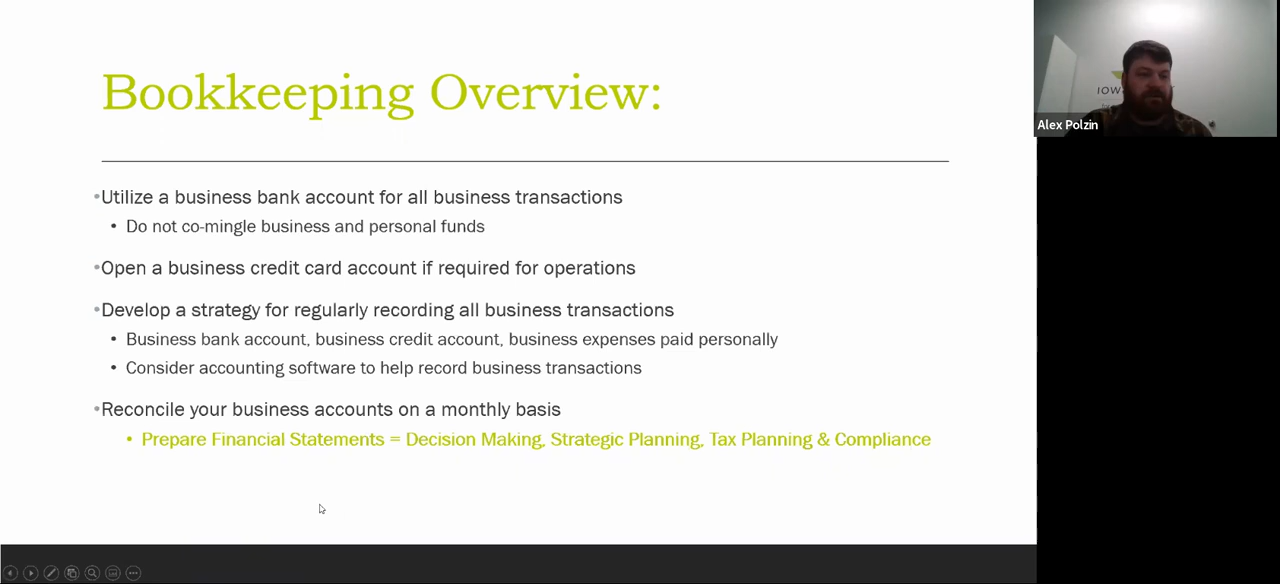 Bookkeeping Overview:
•Utilize a business bank account for all business transactions
• Do not co-mingle business and personal funds
•Open a business credit card account if required for operations
•Develop a strategy for regularly recording all business transactions
• Business bank account, business credit account, business expenses paid personally
• Consider accounting software to help record business transactions
•Reconcile your business accounts on a monthly basis
• Prepare Financial Statements = Decision Making, Strategic Planning, Tax Planning & Compliance
Alex Polzin